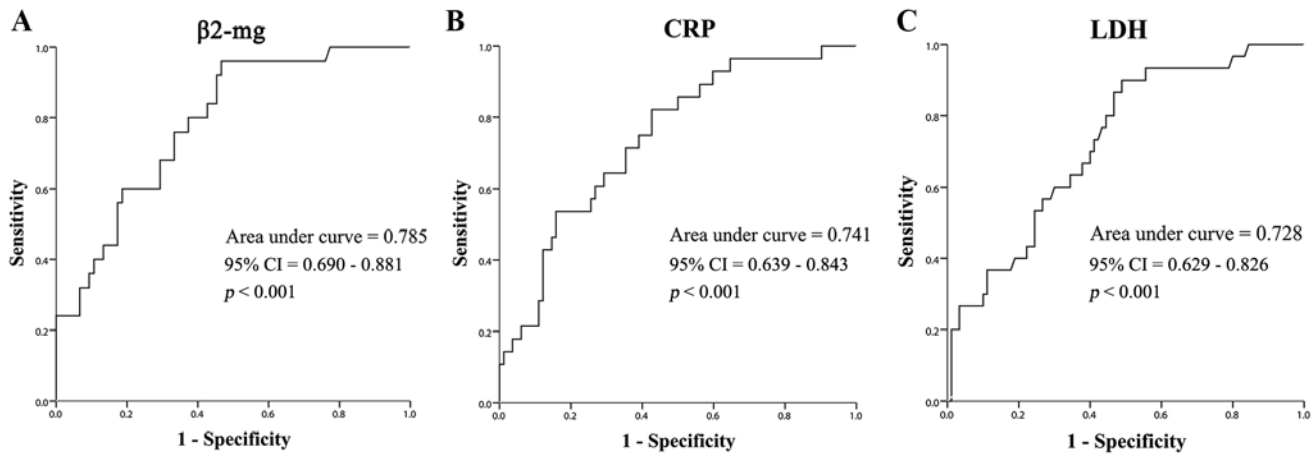 A
β2-mg
1.0
0.8
0.6
0.4
0.2
0.0
Sensitivity
Area under curve = 0.785
95% CI = 0.690 - 0.881
p < 0.001
0.0 0.2 0.4 0.6 0.8 1.0
1 - Specificity
B
CRP
1.0
0.8
0.6
0.4
0.2
0.0
Sensitivity
Area under curve = 0.741
95% CI = 0.639 - 0.843
p < 0.001
0.0 0.2 0.4 0.6 0.8 1.0
1 - Specificity
C
LDH
1.0
0.8
0.6
0.4
0.2
0.0
Sensitivity
Area under curve = 0.728
95% CI = 0.629 - 0.826
p < 0.001
0.0 0.2 0.4 0.6 0.8 1.0
1 - Specificity